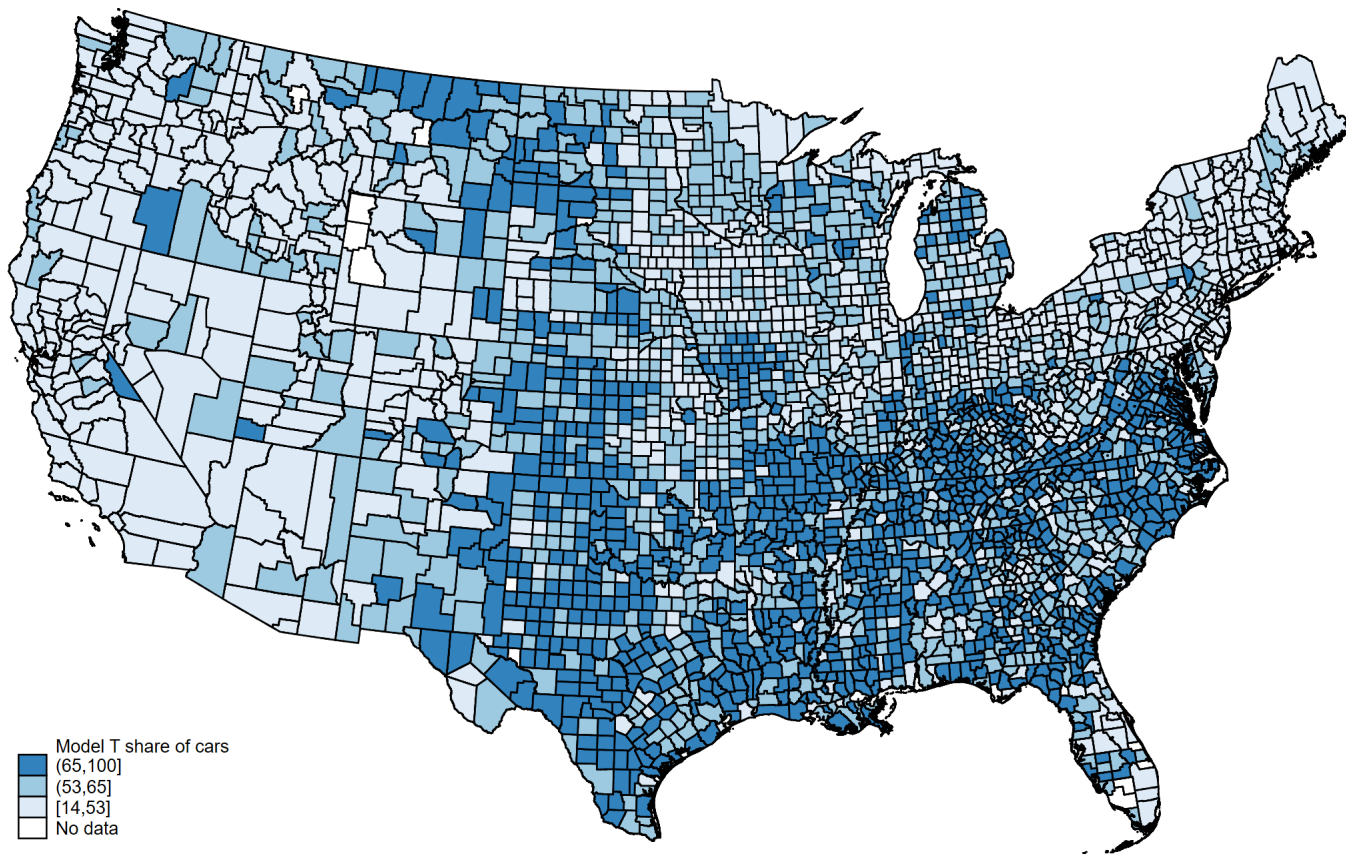 Model T share of cars
(65,100]
(53,65]
[14,53]
No data